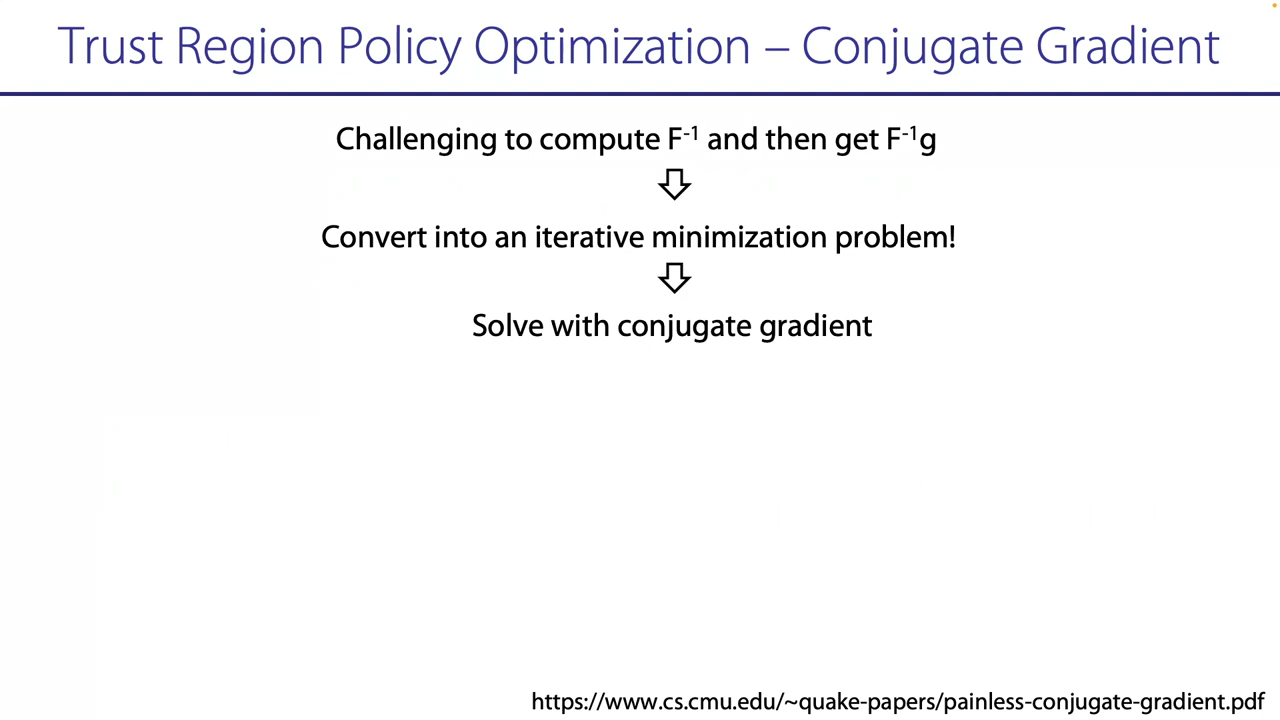 Trust Region Policy Optimization – Conjugate Gradient
Challenging to compute F⁻¹ and then get F⁻¹g
Convert into an iterative minimization problem!
Solve with conjugate gradient
https://www.cs.cmu.edu/~quake-papers/painless-conjugate-gradient.pdf